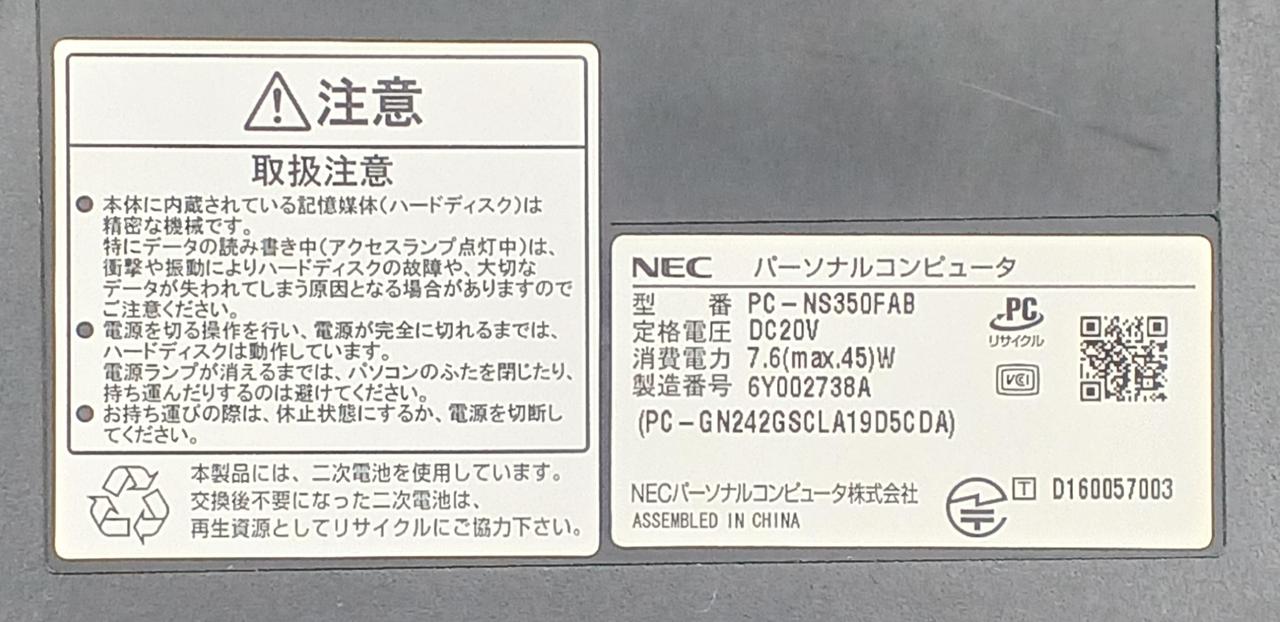 注意
取扱注意
● 本体に内蔵されている記憶媒体(ハードディスク)は
精密な機械です。
特にデータの読み書き中(アクセスランプ点灯中)は、
衝撃や振動によりハードディスクの故障や、大切な
データが失われてしまう原因となる場合がありますので
ご注意ください。
● 電源を切る操作を行い、電源が完全に切れるまでは、
ハードディスクは動作しています。
電源ランプが消えるまでは、パソコンのふたを閉じたり、
持ち運んだりするのは避けてください。
● お持ち運びの際は、休止状態にするか、電源を切断し
てください。
本製品には、二次電池を使用しています。
交換後不要になった二次電池は、
再生資源としてリサイクルにご協力下さい。
NEC パーソナルコンピュータ
型 番 PC-NS350FAB
定格電圧 DC20V
消費電力 7.6(max.45)W
製造番号 6Y002738A
(PC-GN242GSCLA19D5CDA)
PC
リサイクル
VCCI
NECパーソナルコンピュータ株式会社
ASSEMBLED IN CHINA
T D160057003